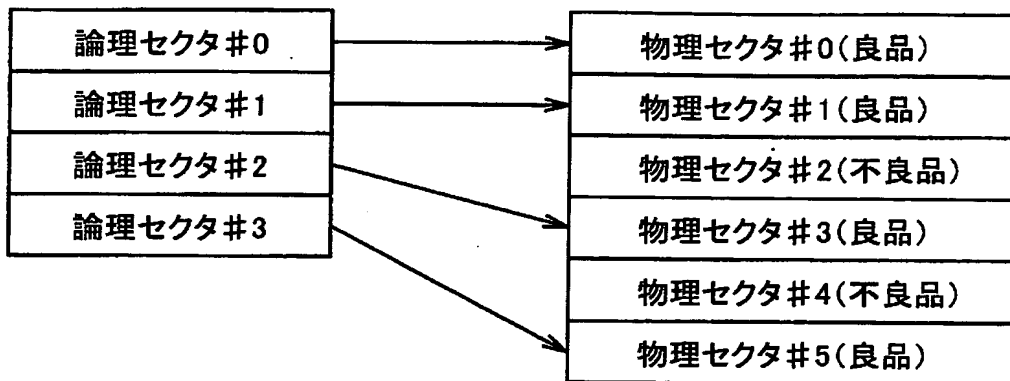 論理セクタ#0
論理セクタ#1
論理セクタ#2
論理セクタ#3
物理セクタ#0(良品)
物理セクタ#1(良品)
物理セクタ#2(不良品)
物理セクタ#3(良品)
物理セクタ#4(不良品)
物理セクタ#5(良品)